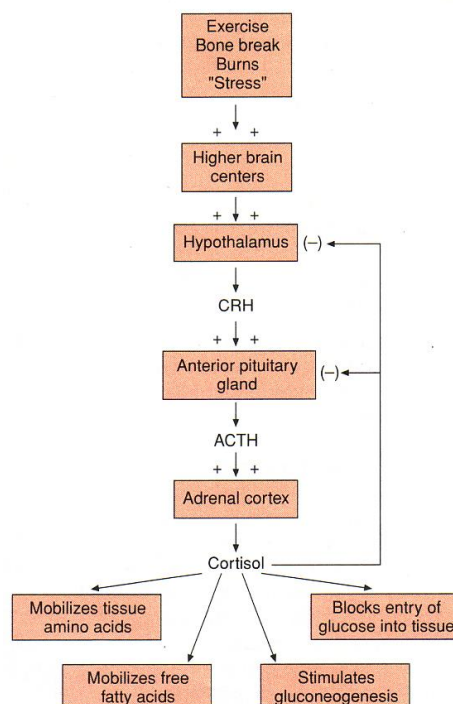 Exercise
Bone break
Burns
"Stress"
+ +
Higher brain
centers
+ +
Hypothalamus (−)
CRH
+ +
Anterior pituitary
gland
(−)
ACTH
+ +
Adrenal cortex
Cortisol
Mobilizes tissue
amino acids
Blocks entry of
glucose into tissue
Mobilizes free
fatty acids
Stimulates
gluconeogenesis